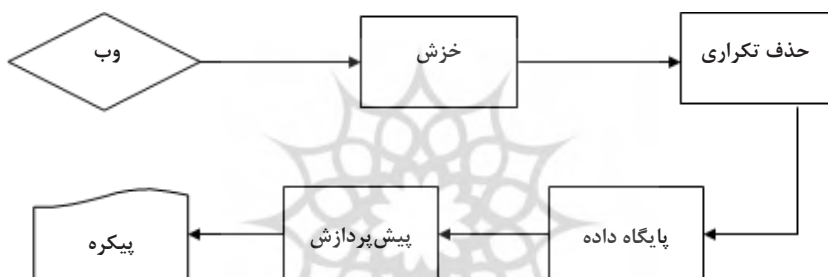 وب
خزش
حذف تکراری
پایگاه داده
پیش‌پردازش
پیکره